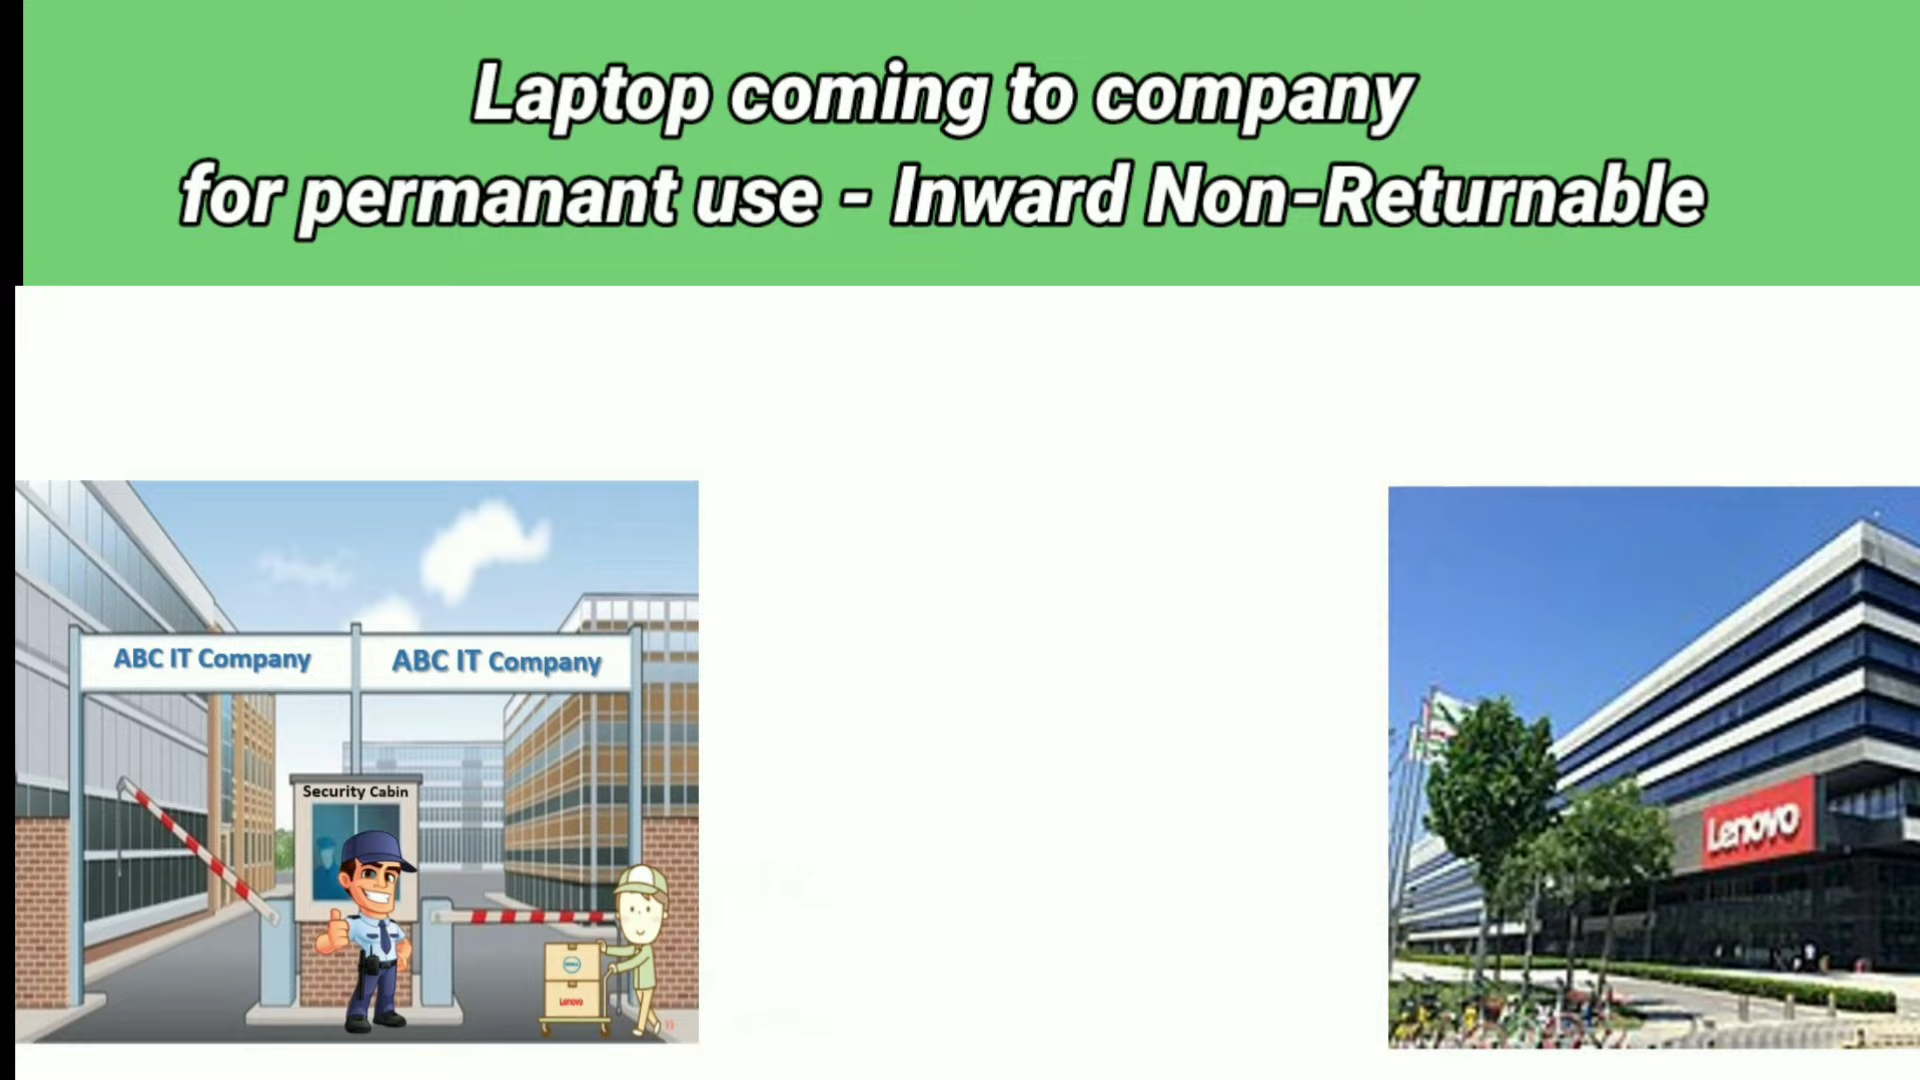 Laptop coming to company
for permanant use - Inward Non-Returnable
ABC IT Company
ABC IT Company
Security Cabin
DELL
Lenovo
Lenovo